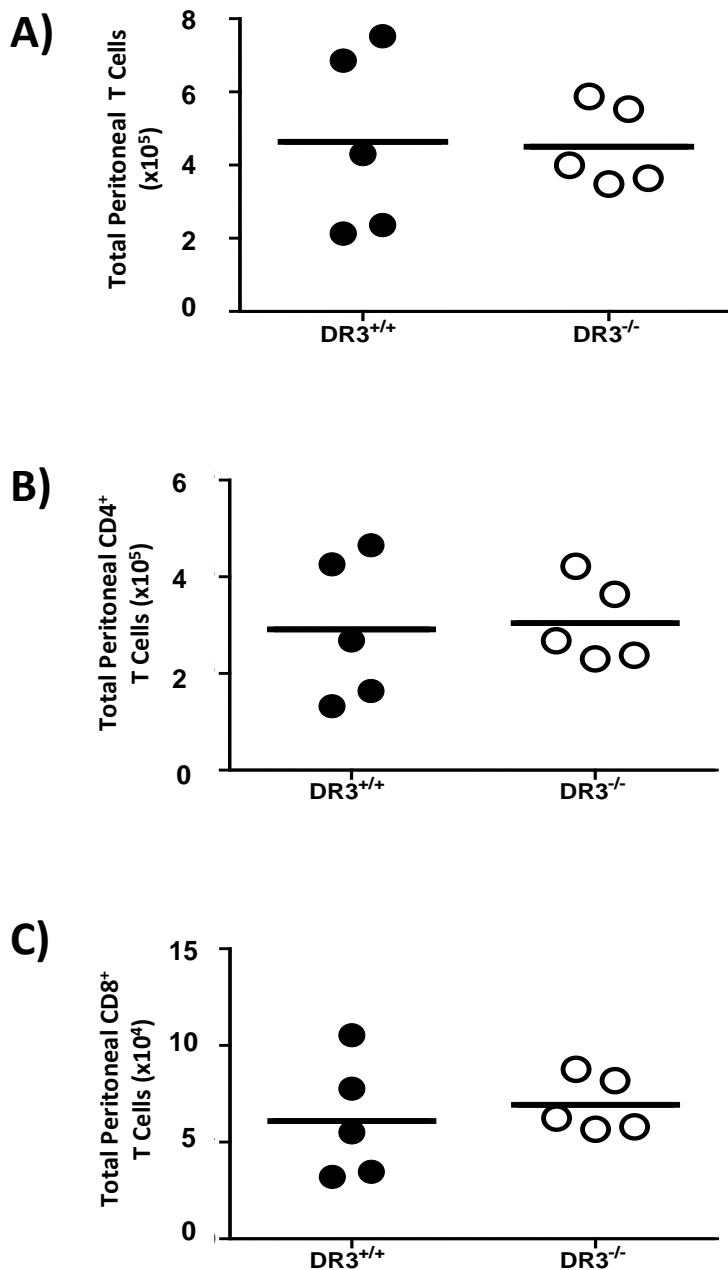 A)
Total Peritoneal T Cells
(x10⁵)
8
6
4
2
0
DR3⁺/⁺
DR3⁻/⁻
B)
Total Peritoneal CD4⁺
T Cells (x10⁵)
6
4
2
0
DR3⁺/⁺
DR3⁻/⁻
C)
Total Peritoneal CD8⁺
T Cells (x10⁴)
15
10
5
0
DR3⁺/⁺
DR3⁻/⁻